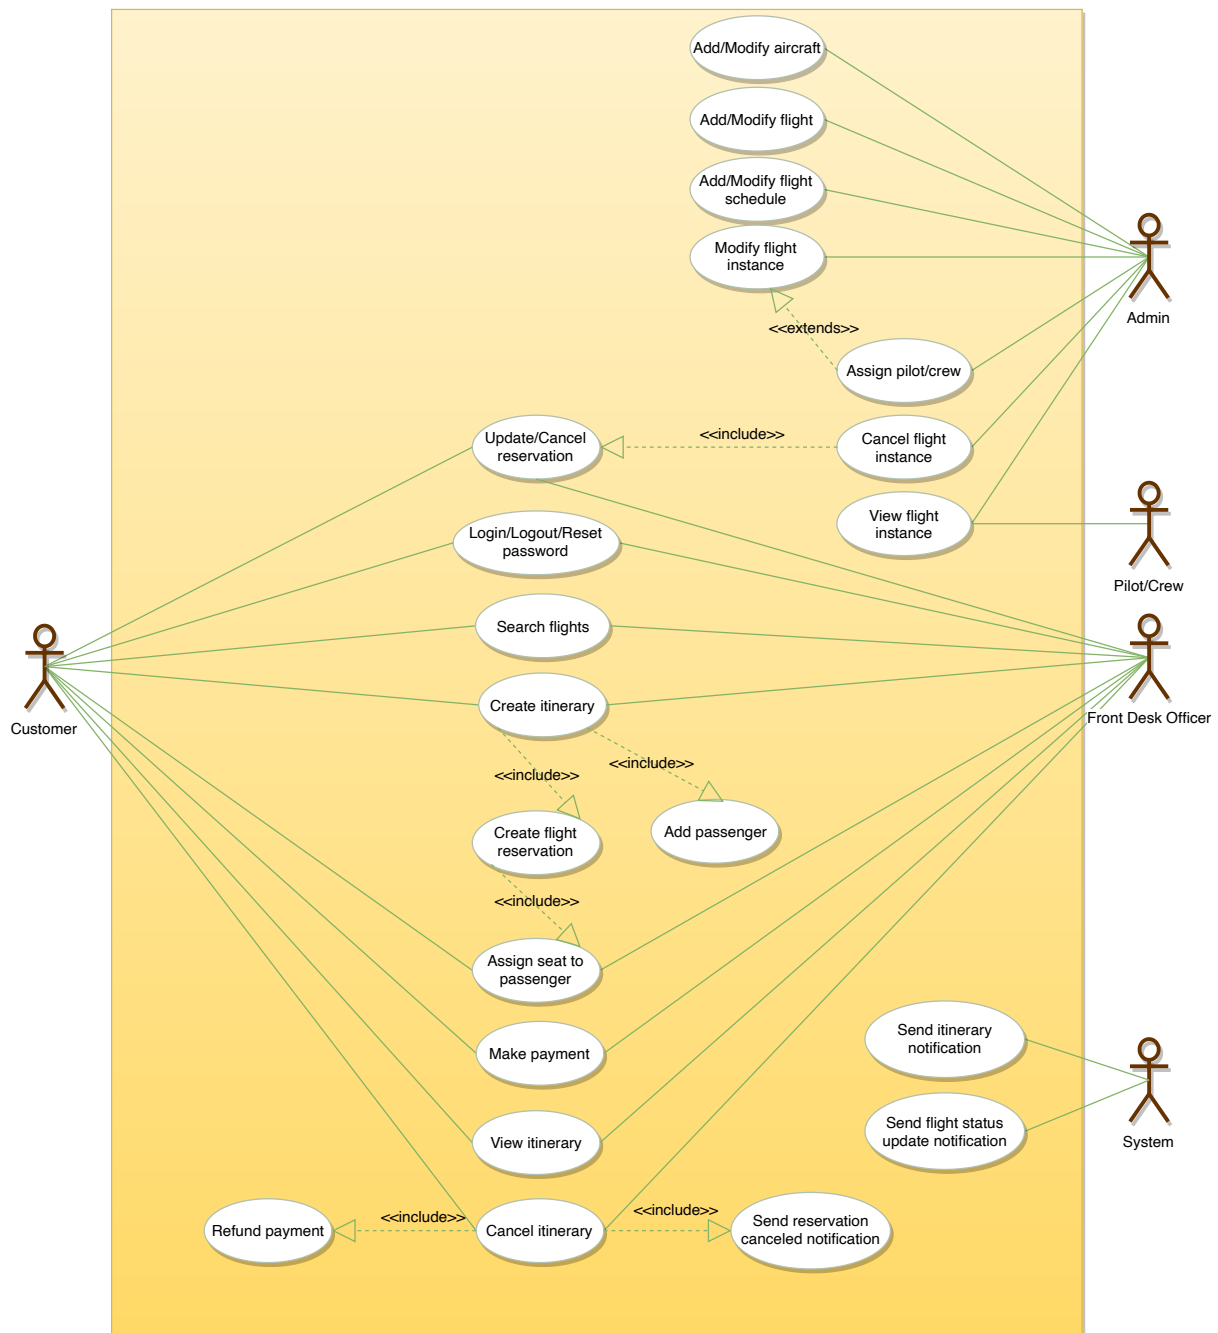 Add/Modify aircraft
Add/Modify flight
Add/Modify flight
schedule
Modify flight
instance
Admin
<<extends>>
Assign pilot/crew
Update/Cancel
reservation
<<include>>
Cancel flight
instance
View flight
instance
Login/Logout/Reset
password
Pilot/Crew
Search flights
Customer
Create itinerary
Front Desk Officer
<<include>>
<<include>>
Create flight
reservation
Add passenger
<<include>>
Assign seat to
passenger
Make payment
Send itinerary
notification
View itinerary
Send flight status
update notification
System
Refund payment
<<include>>
Cancel itinerary
<<include>>
Send reservation
canceled notification